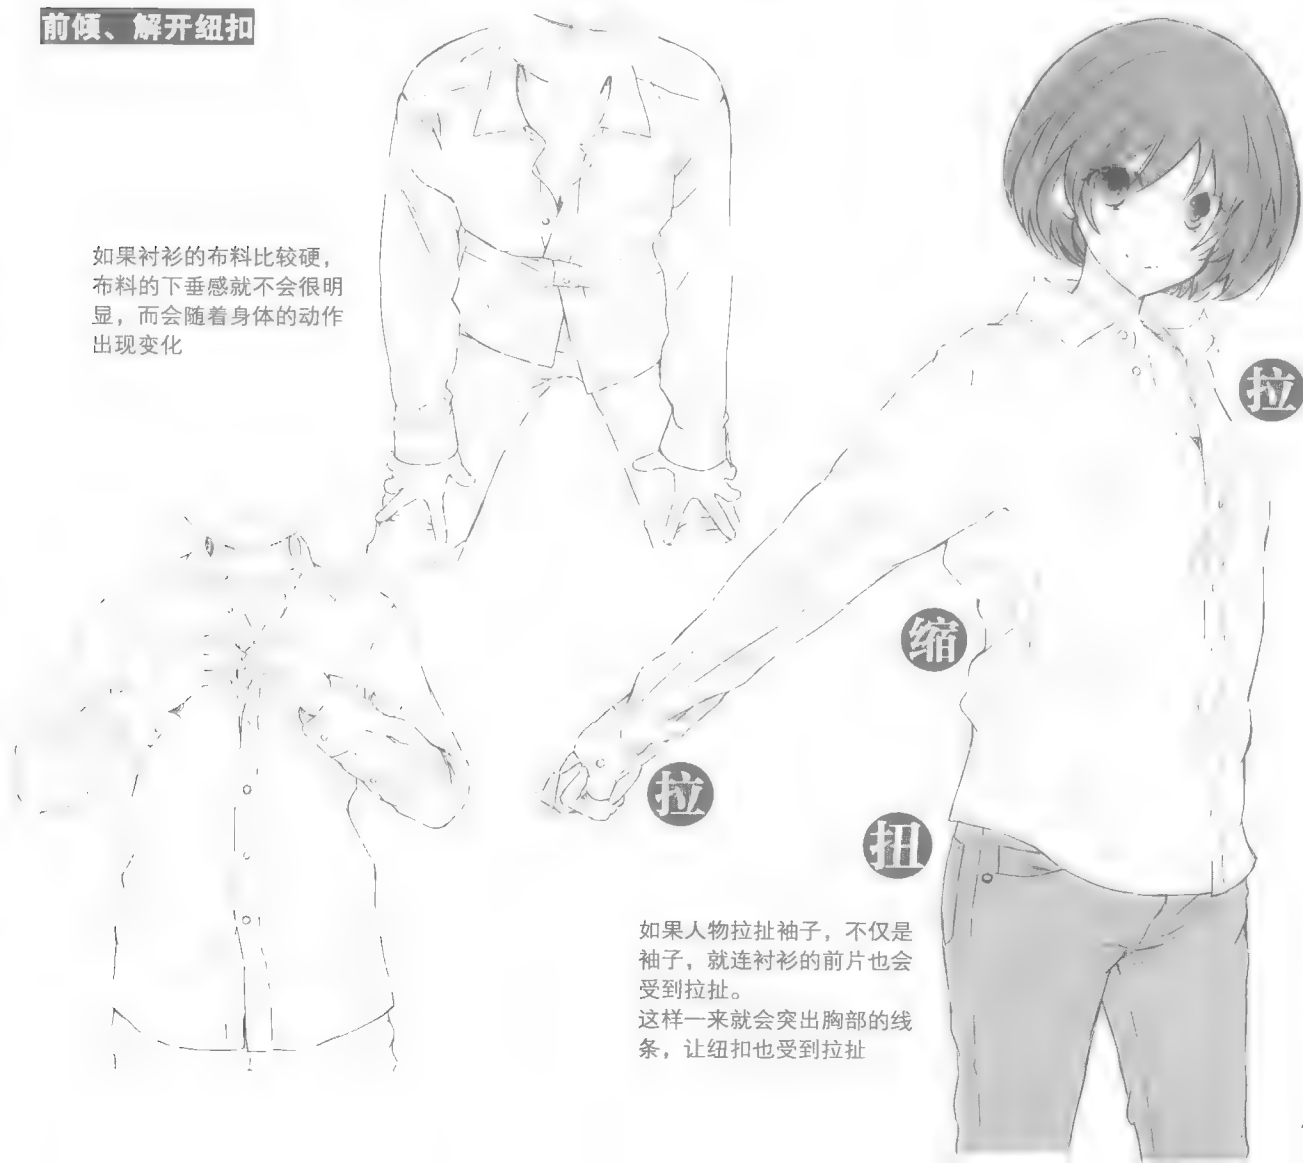 前倾、解开纽扣
如果衬衫的布料比较硬，
布料的下垂感就不会很明
显，而会随着身体的动作
出现变化
拉
缩
拉
扭
如果人物拉扯袖子，不仅是
袖子，就连衬衫的前片也会
受到拉扯。
这样一来就会突出胸部的线
条，让纽扣也受到拉扯